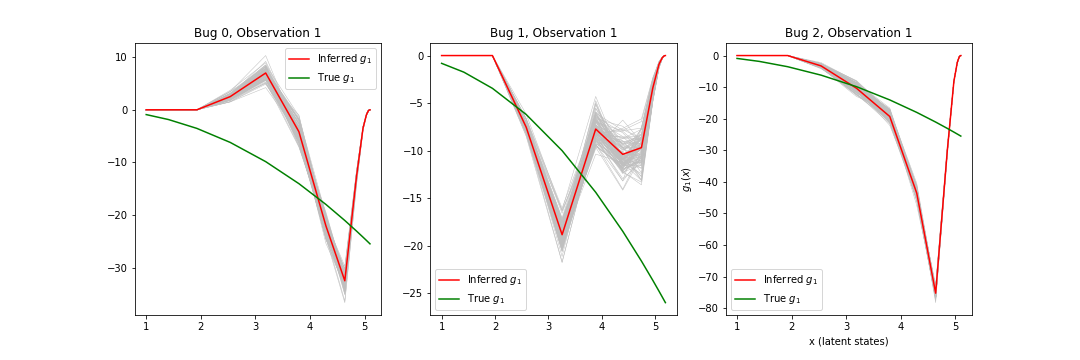 Bug 0, Observation 1
10
0
−10
−20
−30
1 2 3 4 5
Inferred g₁
True g₁
Bug 1, Observation 1
0
−5
−10
−15
−20
−25
1 2 3 4 5
Inferred g₁
True g₁
Bug 2, Observation 1
g₁(x)
0
−10
−20
−30
−40
−50
−60
−70
−80
1 2 3 4 5
x (latent states)
Inferred g₁
True g₁